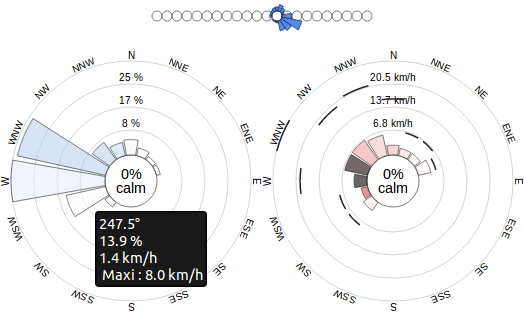 N
NNE
NE
ENE
E
ESE
SE
SSE
S
SSW
SW
WSW
W
WNW
NW
NNW
25 %
17 %
8 %
0%
calm
247.5°
13.9 %
1.4 km/h
Maxi : 8.0 km/h
N
NNE
NE
ENE
E
ESE
SE
SSE
S
SSW
SW
WSW
W
WNW
NW
NNW
20.5 km/h
13.7 km/h
6.8 km/h
0%
calm